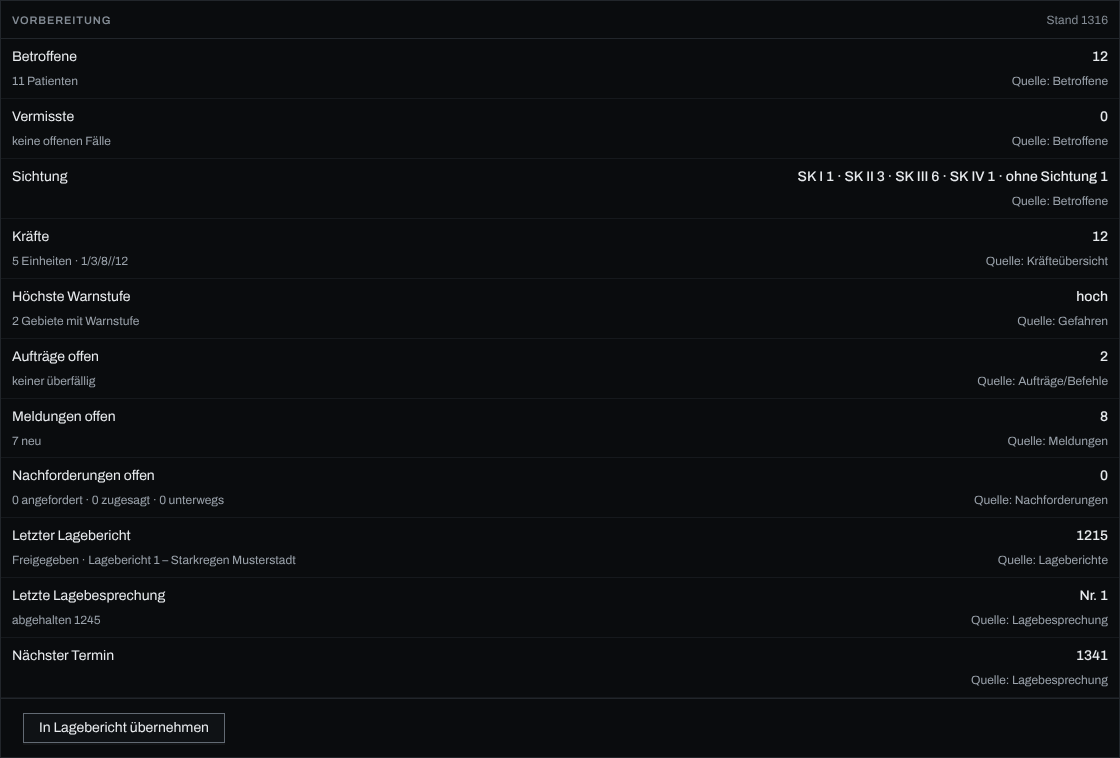 VORBEREITUNG Stand 1316
Betroffene 12
11 Patienten Quelle: Betroffene
Vermisste 0
keine offenen Fälle Quelle: Betroffene
Sichtung SK I 1 · SK II 3 · SK III 6 · SK IV 1 · ohne Sichtung 1
Quelle: Betroffene
Kräfte 12
5 Einheiten · 1/3/8//12 Quelle: Kräfteübersicht
Höchste Warnstufe hoch
2 Gebiete mit Warnstufe Quelle: Gefahren
Aufträge offen 2
keiner überfällig Quelle: Aufträge/Befehle
Meldungen offen 8
7 neu Quelle: Meldungen
Nachforderungen offen 0
0 angefordert · 0 zugesagt · 0 unterwegs Quelle: Nachforderungen
Letzter Lagebericht 1215
Freigegeben · Lagebericht 1 – Starkregen Musterstadt Quelle: Lageberichte
Letzte Lagebesprechung Nr. 1
abgehalten 1245 Quelle: Lagebesprechung
Nächster Termin 1341
Quelle: Lagebesprechung
In Lagebericht übernehmen